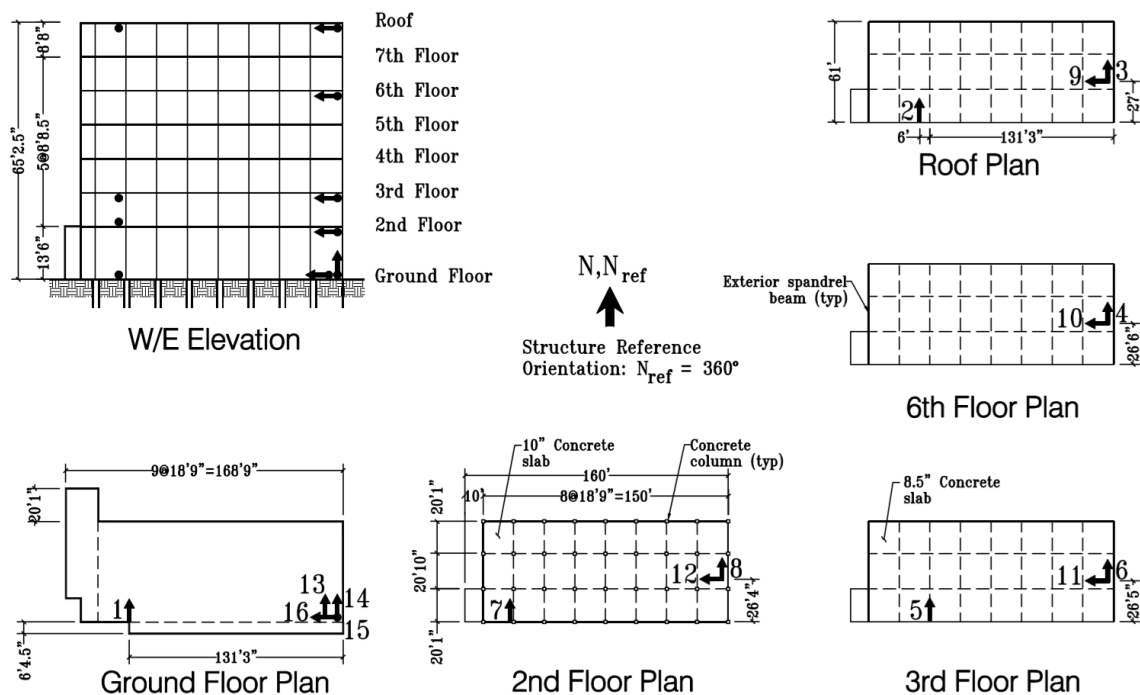 Roof
7th Floor
6th Floor
5th Floor
4th Floor
3rd Floor
2nd Floor
Ground Floor
8'8"
5@8'8.5"
13'6"
65'2.5"
W/E Elevation
N,N ref
Structure Reference
Orientation: N ref = 360°
61'
2
9
3
27'
6'
131'3"
Roof Plan
Exterior spandrel
beam (typ)
10
4
26'6"
6th Floor Plan
9@18'9"=168'9"
20'1"
1
13
14
16
15
6'4.5"
131'3"
Ground Floor Plan
10" Concrete
slab
Concrete
column (typ)
160'
10'
8@18'9"=150'
20'1"
20'10"
20'1"
7
12
8
26'4"
2nd Floor Plan
8.5" Concrete
slab
5
11
6
26'5"
3rd Floor Plan